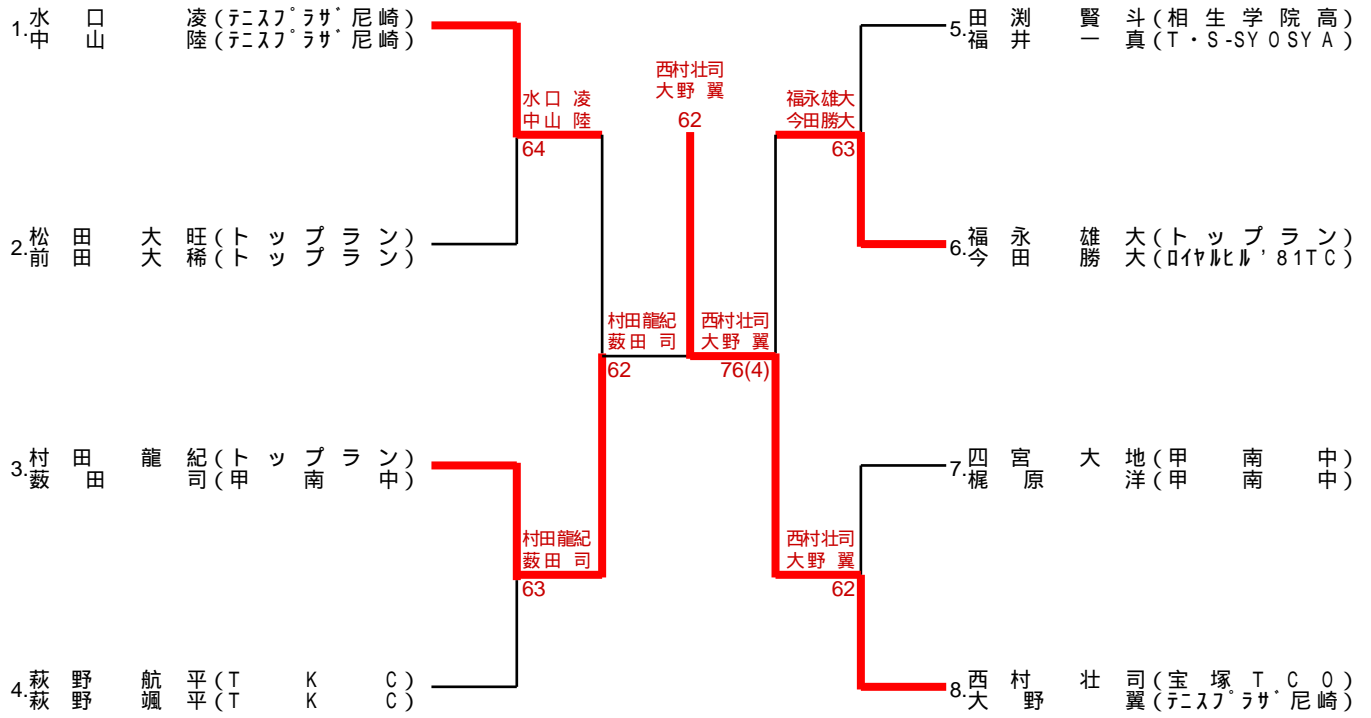 1.水口 凌(テニスプラザ尼崎)
中山 陸(テニスプラザ尼崎)
2.松田 大旺(トップラン)
前田 大稀(トップラン)
3.村田 龍紀(トップラン)
薮田 司(甲南中)
4.萩野 航平(TKC)
萩野 颯平(TKC)
水口 凌
中山 陸
64
村田龍紀
薮田 司
63
村田龍紀
薮田 司
62
西村壮司
大野 翼
62
西村壮司
大野 翼
76(4)
福永雄大
今田勝大
63
西村壮司
大野 翼
62
5.田渕 賢斗(相生学院高)
福井 一真(T・S-SYOSYA)
6.福永 雄大(トップラン)
今田 勝大(ロイヤルヒル'81TC)
7.四宮 大地(甲南中)
梶原 洋(甲南中)
8.西村 壮司(宝塚TCO)
大野 翼(テニスプラザ尼崎)